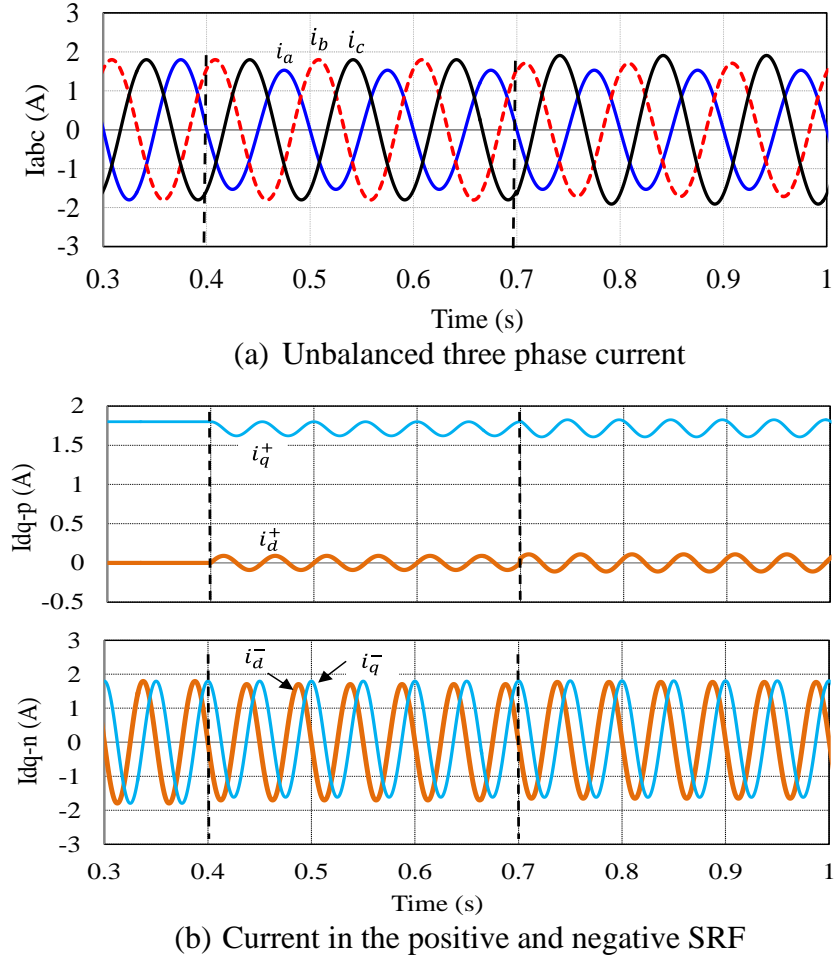 3
2
1
0
-1
-2
-3
Iabc (A)
i_a i_b i_c
0.3 0.4 0.5 0.6 0.7 0.8 0.9 1
Time (s)
(a) Unbalanced three phase current
2
1.5
1
0.5
0
-0.5
Idq-p (A)
i_q^+
i_d^+
3
2
1
0
-1
-2
-3
Idq-n (A)
i_d^- i_q^-
0.3 0.4 0.5 0.6 0.7 0.8 0.9 1
Time (s)
(b) Current in the positive and negative SRF